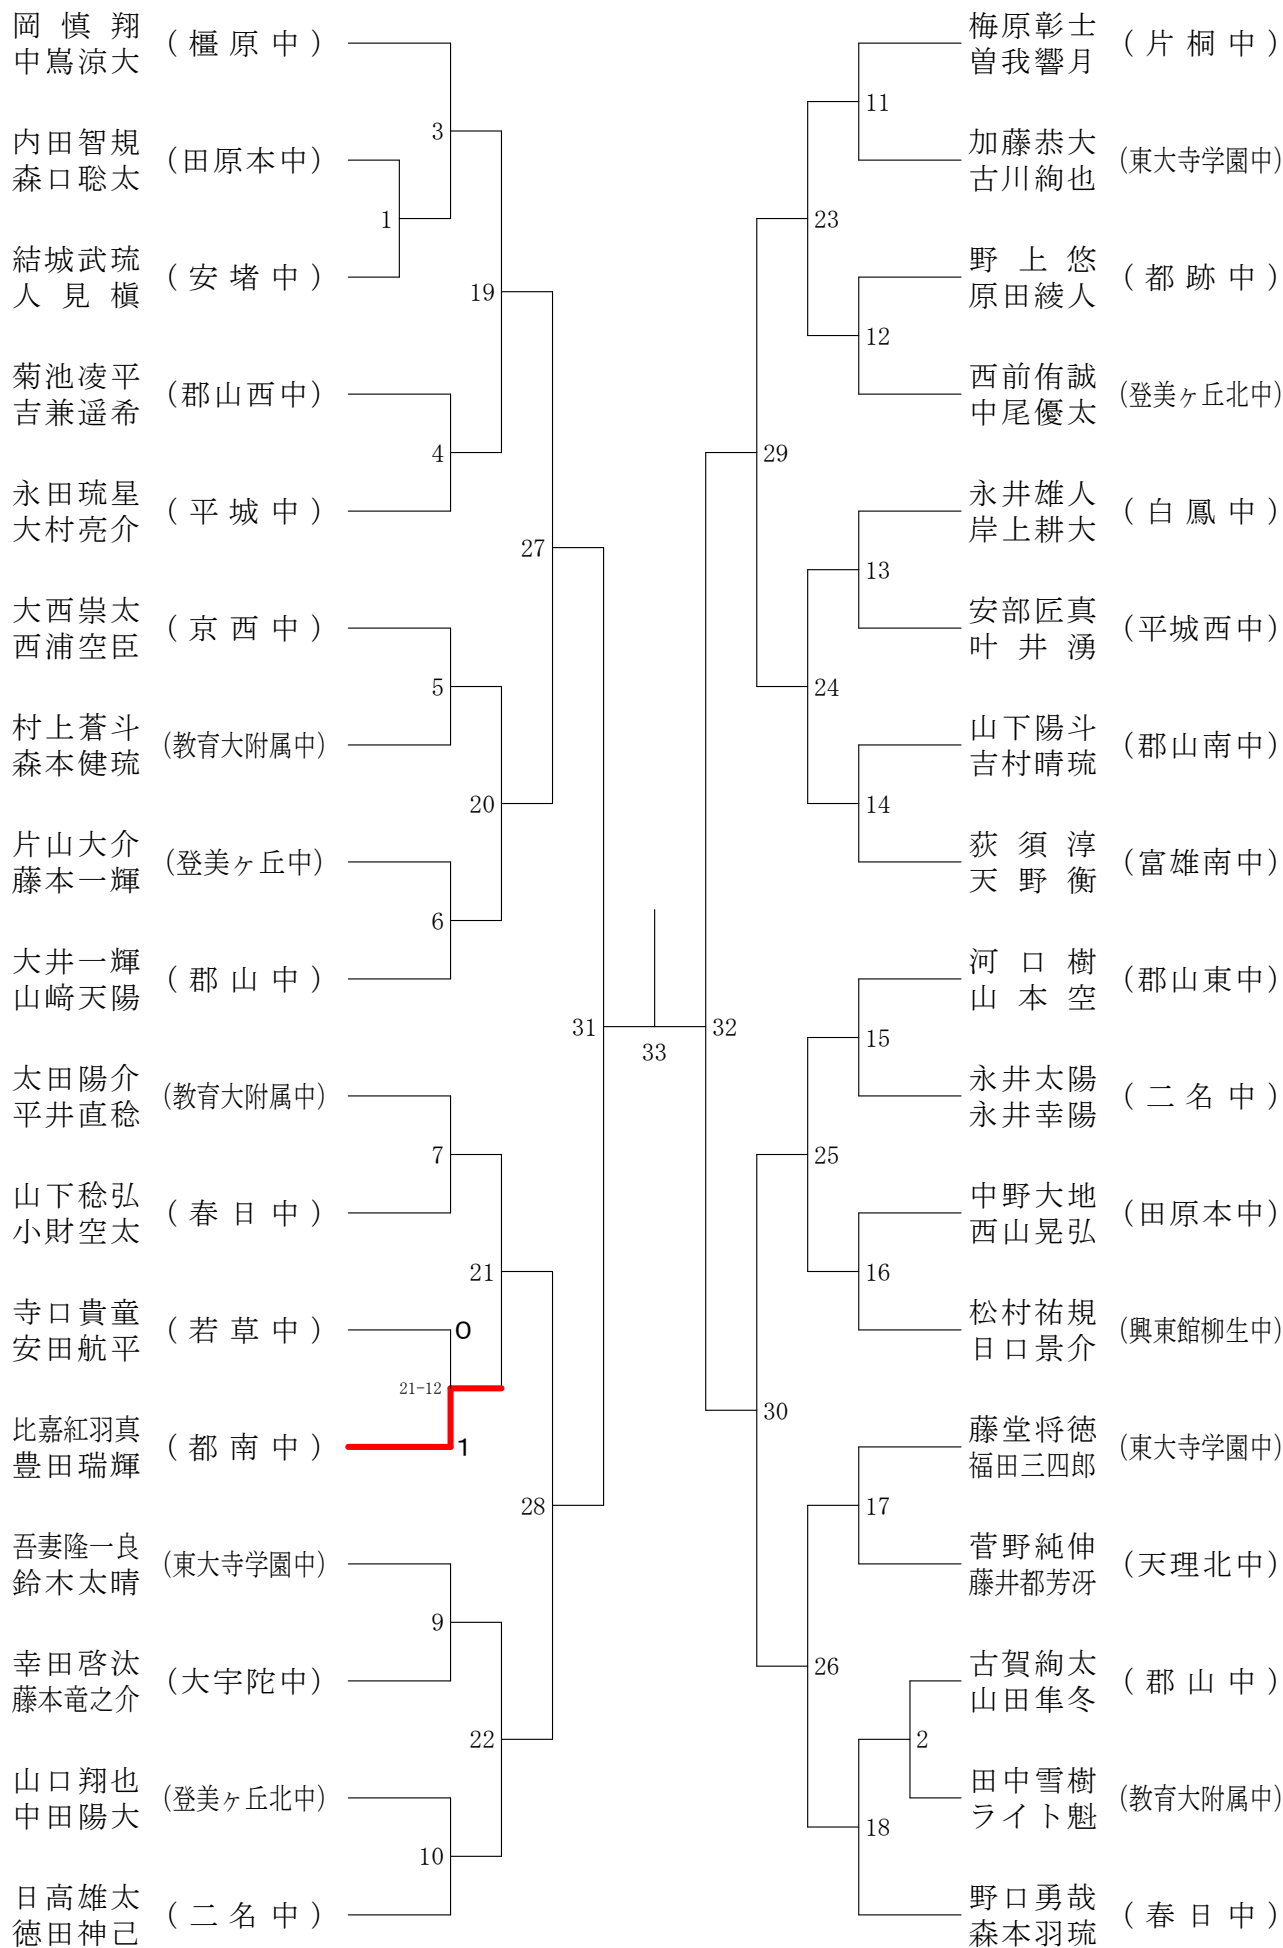 岡慎翔
中嶌涼大
(橿原中)
内田智規
森口聡太
(田原本中)
結城武琉
人見槇
(安堵中)
菊池凌平
吉兼遥希
(郡山西中)
永田琉星
大村亮介
(平城中)
大西崇太
西浦空臣
(京西中)
村上蒼斗
森本健琉
(教育大附属中)
片山大介
藤本一輝
(登美ヶ丘中)
大井一輝
山﨑天陽
(郡山中)
太田陽介
平井直稔
(教育大附属中)
山下稔弘
小財空太
(春日中)
寺口貴童
安田航平
(若草中)
比嘉紅羽真
豊田瑞輝
(都南中)
吾妻隆一良
鈴木太晴
(東大寺学園中)
幸田啓汰
藤本竜之介
(大宇陀中)
山口翔也
中田陽大
(登美ヶ丘北中)
日高雄太
徳田神己
(二名中)
1
3
4
5
6
7
0
21-12
1
9
10
19
20
21
22
27
28
31
33
32
29
30
23
24
25
26
11
12
13
14
15
16
17
18
2
梅原彰士
曽我響月
(片桐中)
加藤恭大
古川絢也
(東大寺学園中)
野上悠
原田綾人
(都跡中)
西前侑誠
中尾優太
(登美ヶ丘北中)
永井雄人
岸上耕大
(白鳳中)
安部匠真
叶井湧
(平城西中)
山下陽斗
吉村晴琉
(郡山南中)
荻須淳
天野衡
(富雄南中)
河口樹
山本空
(郡山東中)
永井太陽
永井幸陽
(二名中)
中野大地
西山晃弘
(田原本中)
松村祐規
日口景介
(興東館柳生中)
藤堂将徳
福田三四郎
(東大寺学園中)
菅野純伸
藤井都芳冴
(天理北中)
古賀絢太
山田隼冬
(郡山中)
田中雪樹
ライト魁
(教育大附属中)
野口勇哉
森本羽琉
(春日中)